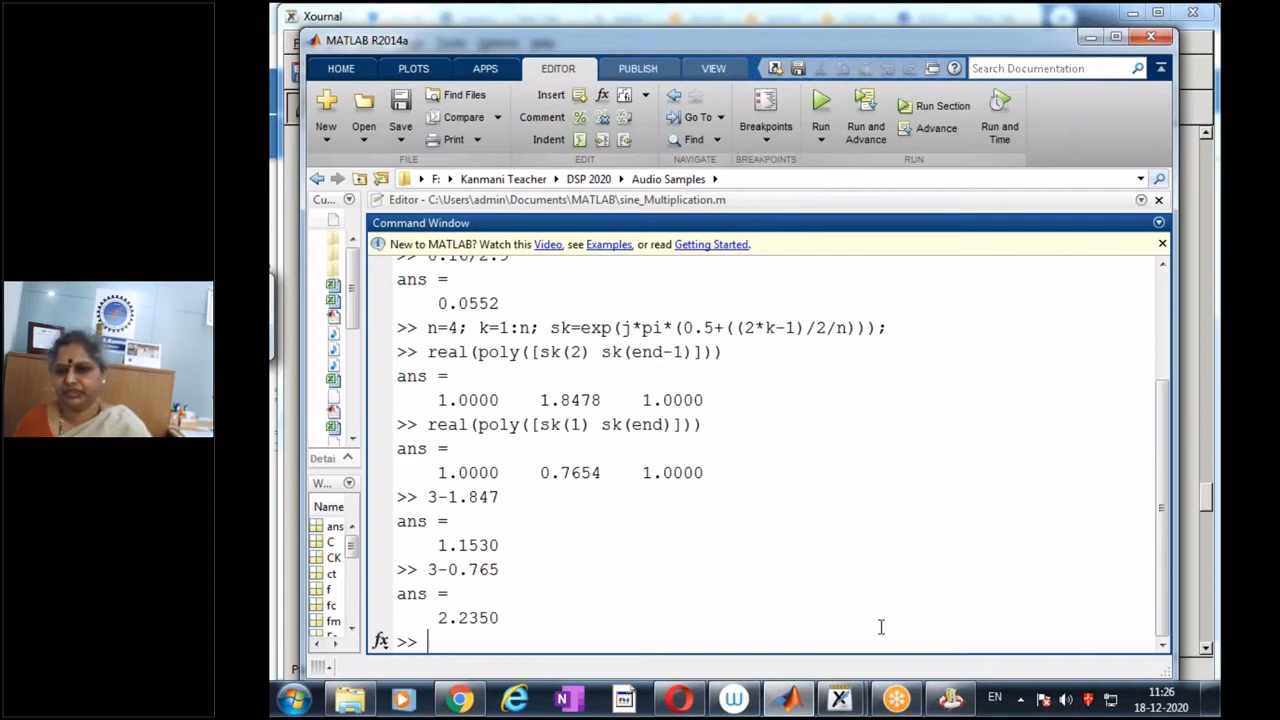 Xournal
MATLAB R2014a
HOME PLOTS APPS EDITOR PUBLISH VIEW Search Documentation
New Open Save Find Files Compare Print
Insert fx
Comment %
Indent
Go To Find
Breakpoints Run Run and Advance Run Section Advance Run and Time
FILE EDIT NAVIGATE BREAKPOINTS RUN
F: Kanmani Teacher DSP 2020 Audio Samples
Cu... Editor - C:\Users\admin\Documents\MATLAB\sine_Multiplication.m
Command Window
New to MATLAB? Watch this Video, see Examples, or read Getting Started.
ans =
0.0552
>> n=4; k=1:n; sk=exp(j*pi*(0.5+((2*k-1)/2/n)));
>> real(poly([sk(2) sk(end-1)]))
ans =
1.0000 1.8478 1.0000
>> real(poly([sk(1) sk(end)]))
ans =
1.0000 0.7654 1.0000
>> 3-1.847
ans =
1.1530
>> 3-0.765
ans =
2.2350
fx >>
Detai
W...
Name
ans
C
CK
ct
f
fc
fm
EN 11:26
18-12-2020